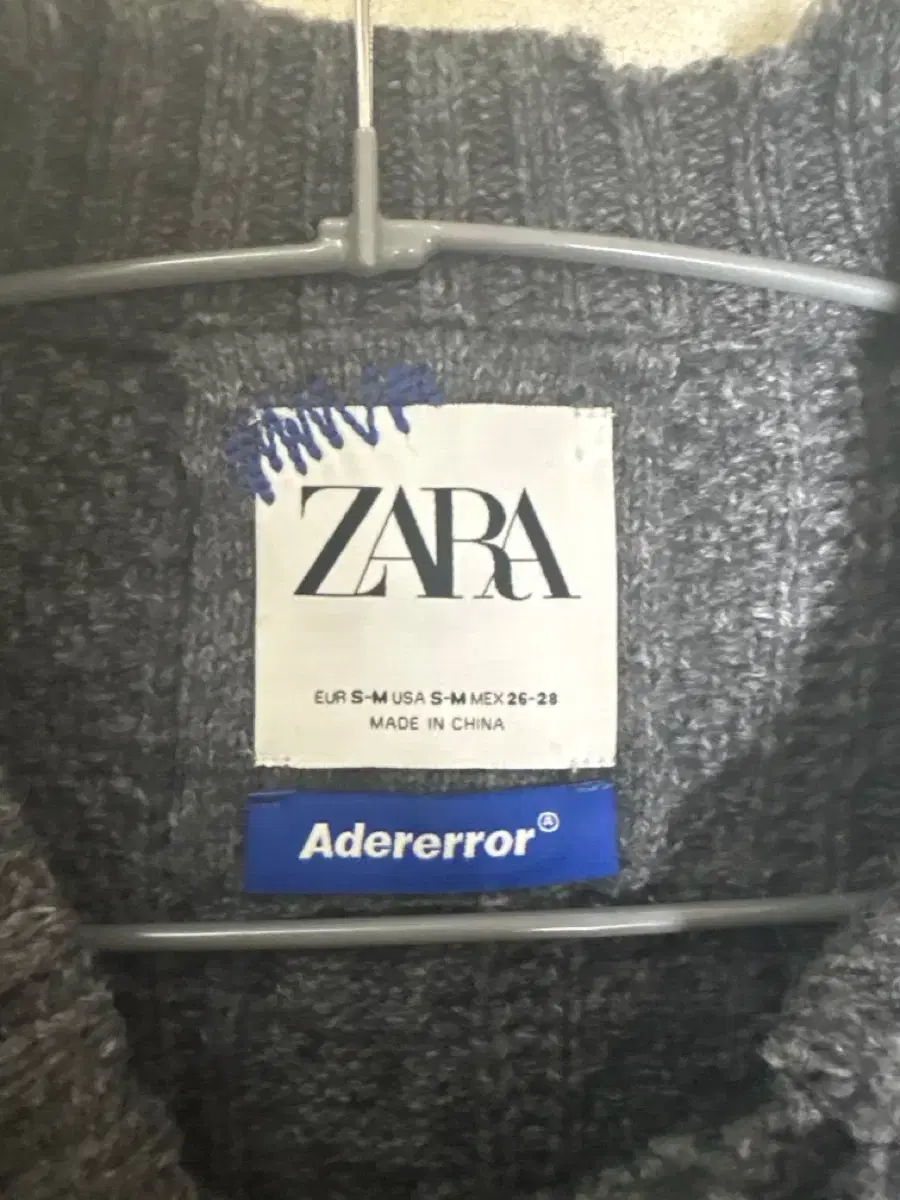 ZARA
EUR S-M USA S-M MEX 26-28
MADE IN CHINA
Adererror Ⓐ